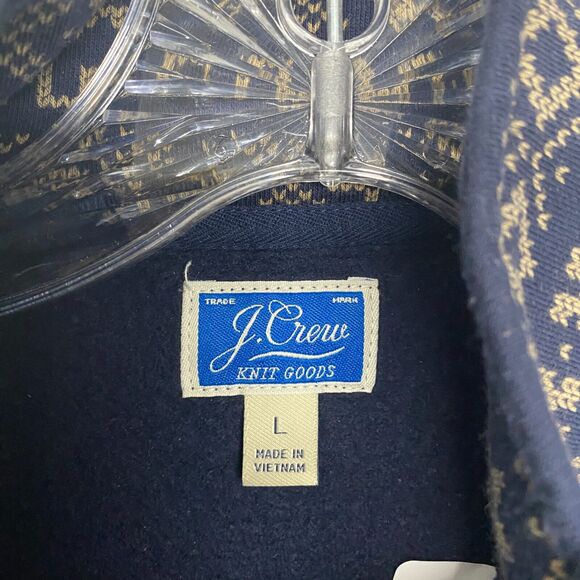 TRADE MARK
J. Crew
KNIT GOODS
L
MADE IN
VIETNAM